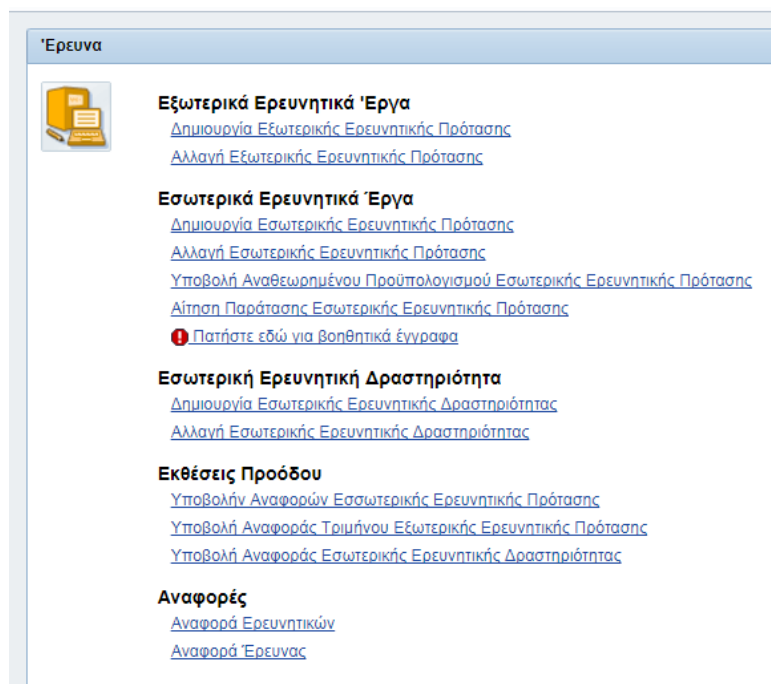 'Ερευνα
Εξωτερικά Ερευνητικά 'Εργα
Δημιουργία Εξωτερικής Ερευνητικής Πρότασης
Αλλαγή Εξωτερικής Ερευνητικής Πρότασης
Εσωτερικά Ερευνητικά Έργα
Δημιουργία Εσωτερικής Ερευνητικής Πρότασης
Αλλαγή Εσωτερικής Ερευνητικής Πρότασης
Υποβολή Αναθεωρημένου Προϋπολογισμού Εσωτερικής Ερευνητικής Πρότασης
Αίτηση Παράτασης Εσωτερικής Ερευνητικής Πρότασης
Πατήστε εδώ για βοηθητικά έγγραφα
Εσωτερική Ερευνητική Δραστηριότητα
Δημιουργία Εσωτερικής Ερευνητικής Δραστηριότητας
Αλλαγή Εσωτερικής Ερευνητικής Δραστηριότητας
Εκθέσεις Προόδου
Υποβολήν Αναφορών Εσσωτερικής Ερευνητικής Πρότασης
Υποβολή Αναφοράς Τριμήνου Εξωτερικής Ερευνητικής Πρότασης
Υποβολή Αναφοράς Εσωτερικής Ερευνητικής Δραστηριότητας
Αναφορές
Αναφορά Ερευνητικών
Αναφορά Έρευνας